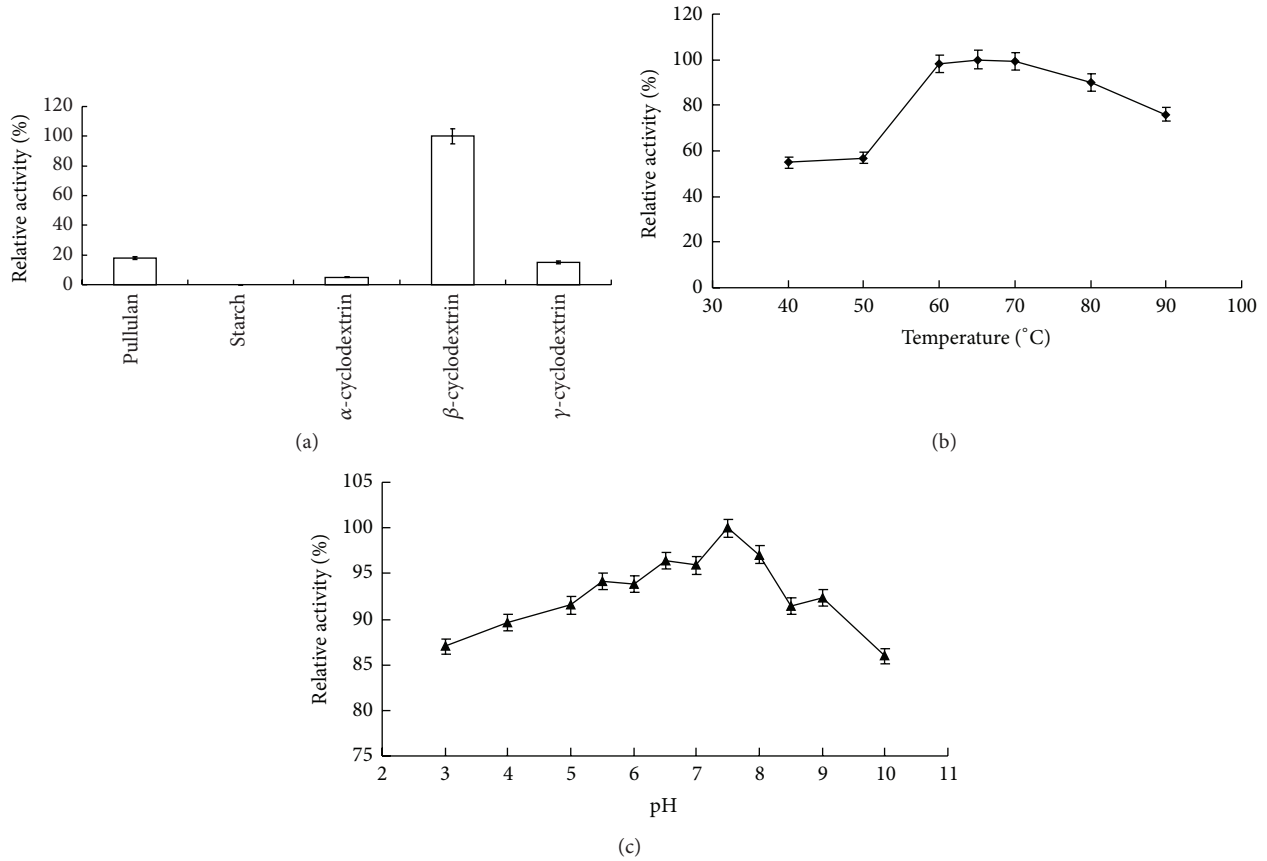 Relative activity (%)
120
100
80
60
40
20
0
Pullulan
Starch
α-cyclodextrin
β-cyclodextrin
γ-cyclodextrin
(a)
Relative activity (%)
120
100
80
60
40
20
0
30 40 50 60 70 80 90 100
Temperature (°C)
(b)
Relative activity (%)
105
100
95
90
85
80
75
2 3 4 5 6 7 8 9 10 11
pH
(c)